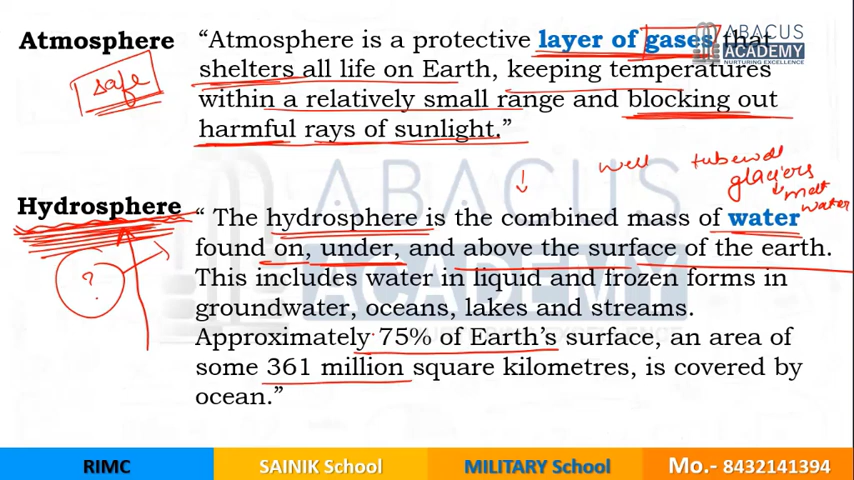 Atmosphere
"Atmosphere is a protective layer of gases that
shelters all life on Earth, keeping temperatures
within a relatively small range and blocking out
harmful rays of sunlight."
ABACUS
ACADEMY
NURTURING EXCELLENCE
safe
well
tubewell
glaciers
melt
water
Hydrosphere
" The hydrosphere is the combined mass of water
found on, under, and above the surface of the earth.
This includes water in liquid and frozen forms in
groundwater, oceans, lakes and streams.
Approximately 75% of Earth's surface, an area of
some 361 million square kilometres, is covered by
ocean."
?
ABACUS
ACADEMY
RIMC
SAINIK School
MILITARY School
Mo.- 8432141394